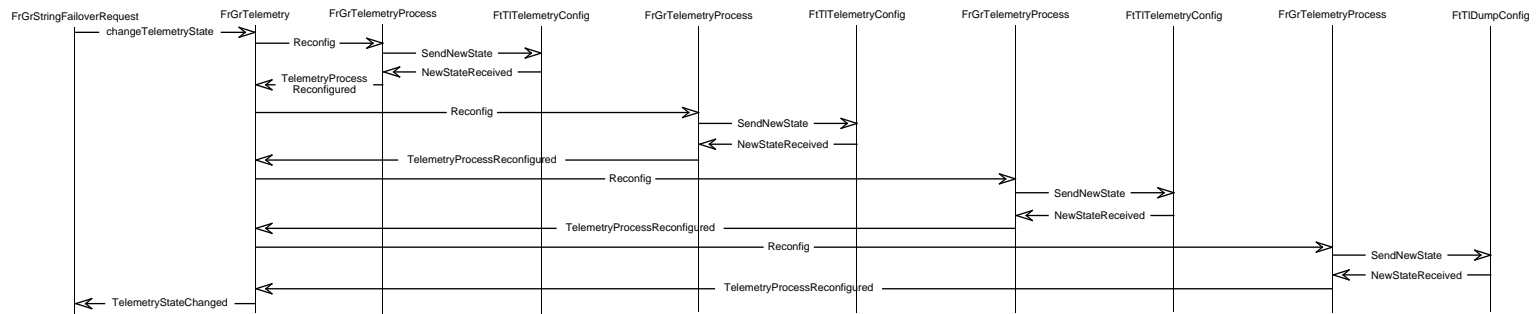 FrGrStringFailoverRequest
FrGrTelemetry
FrGrTelemetryProcess
FtTlTelemetryConfig
FrGrTelemetryProcess
FtTlTelemetryConfig
FrGrTelemetryProcess
FtTlTelemetryConfig
FrGrTelemetryProcess
FtTlDumpConfig
changeTelemetryState
Reconfig
SendNewState
NewStateReceived
TelemetryProcess
Reconfigured
Reconfig
SendNewState
NewStateReceived
TelemetryProcessReconfigured
Reconfig
SendNewState
NewStateReceived
TelemetryProcessReconfigured
Reconfig
SendNewState
NewStateReceived
TelemetryProcessReconfigured
TelemetryStateChanged